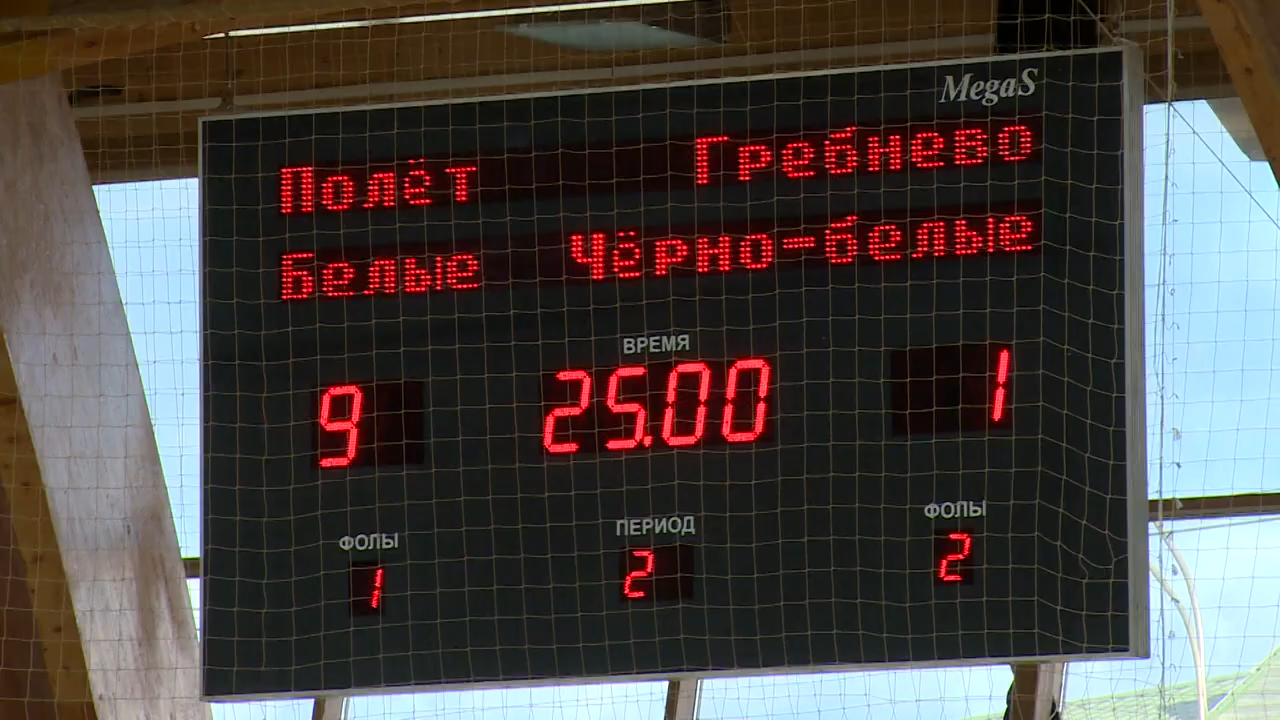 MegaS
Полёт Гребнево
Белые Чёрно-белые
ВРЕМЯ
9 25.00 1
ФОЛЫ ПЕРИОД ФОЛЫ
1 2 2